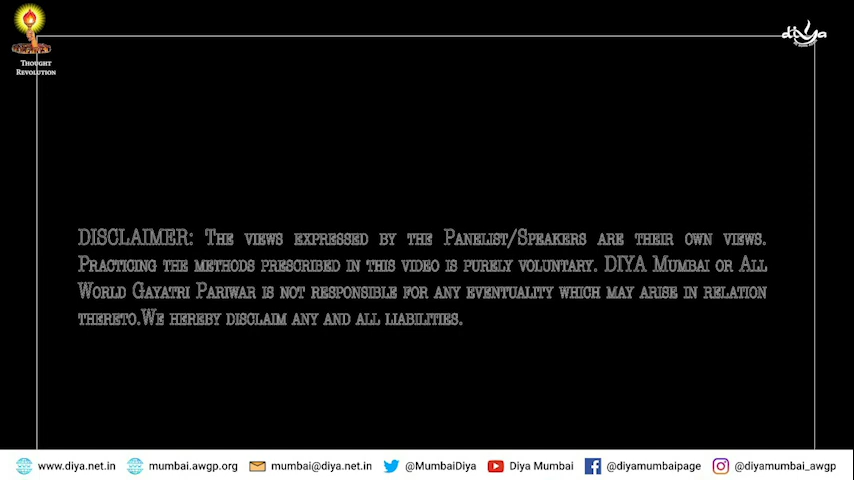 Thought
Revolution
diya
DISCLAIMER: The views expressed by the Panelist/Speakers are their own views.
Practicing the methods prescribed in this video is purely voluntary. DIYA Mumbai or All
World Gayatri Pariwar is not responsible for any eventuality which may arise in relation
thereto.We hereby disclaim any and all liabilities.
www.diya.net.in mumbai.awgp.org mumbai@diya.net.in @MumbaiDiya Diya Mumbai @diyamumbaipage @diyamumbai_awgp